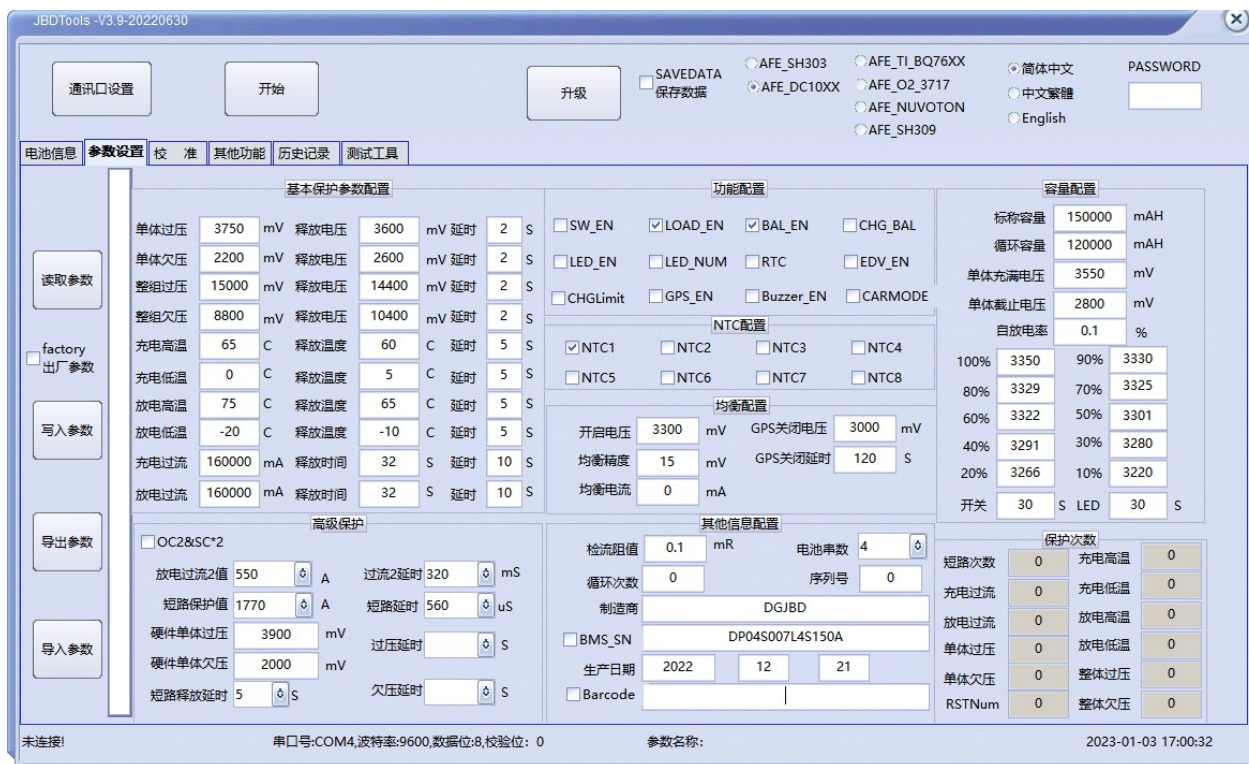 JBDTools -V3.9-20220630
通讯口设置
开始
升级
SAVEDATA
保存数据
AFE_SH303
AFE_DC10XX
AFE_TI_BQ76XX
AFE_O2_3717
AFE_NUVOTON
AFE_SH309
简体中文
中文繁體
English
PASSWORD
电池信息 参数设置 校 准 其他功能 历史记录 测试工具
读取参数
factory
出厂参数
写入参数
导出参数
导入参数
基本保护参数配置
单体过压 3750 mV 释放电压 3600 mV 延时 2 S
单体欠压 2200 mV 释放电压 2600 mV 延时 2 S
整组过压 15000 mV 释放电压 14400 mV 延时 2 S
整组欠压 8800 mV 释放电压 10400 mV 延时 2 S
充电高温 65 C 释放温度 60 C 延时 5 S
充电低温 0 C 释放温度 5 C 延时 5 S
放电高温 75 C 释放温度 65 C 延时 5 S
放电低温 -20 C 释放温度 -10 C 延时 5 S
充电过流 160000 mA 释放时间 32 S 延时 10 S
放电过流 160000 mA 释放时间 32 S 延时 10 S
高级保护
OC2&SC*2
放电过流2值 550 A 过流2延时 320 mS
短路保护值 1770 A 短路延时 560 uS
硬件单体过压 3900 mV 过压延时 S
硬件单体欠压 2000 mV
短路释放延时 5 S 欠压延时 S
功能配置
SW_EN LOAD_EN BAL_EN CHG_BAL
LED_EN LED_NUM RTC EDV_EN
CHGLimit GPS_EN Buzzer_EN CARMODE
NTC配置
NTC1 NTC2 NTC3 NTC4
NTC5 NTC6 NTC7 NTC8
均衡配置
开启电压 3300 mV GPS关闭电压 3000 mV
均衡精度 15 mV GPS关闭延时 120 S
均衡电流 0 mA
其他信息配置
检流阻值 0.1 mR 电池串数 4
循环次数 0 序列号 0
制造商 DGJBD
BMS_SN DP04S007L4S150A
生产日期 2022 12 21
Barcode
容量配置
标称容量 150000 mAH
循环容量 120000 mAH
单体充满电压 3550 mV
单体截止电压 2800 mV
自放电率 0.1 %
100% 3350 90% 3330
80% 3329 70% 3325
60% 3322 50% 3301
40% 3291 30% 3280
20% 3266 10% 3220
开关 30 S LED 30 S
保护次数
短路次数 0 充电高温 0
充电过流 0 充电低温 0
放电过流 0 放电高温 0
单体过压 0 放电低温 0
单体欠压 0 整体过压 0
RSTNum 0 整体欠压 0
未连接! 串口号:COM4,波特率:9600,数据位:8,校验位: 0 参数名称: 2023-01-03 17:00:32